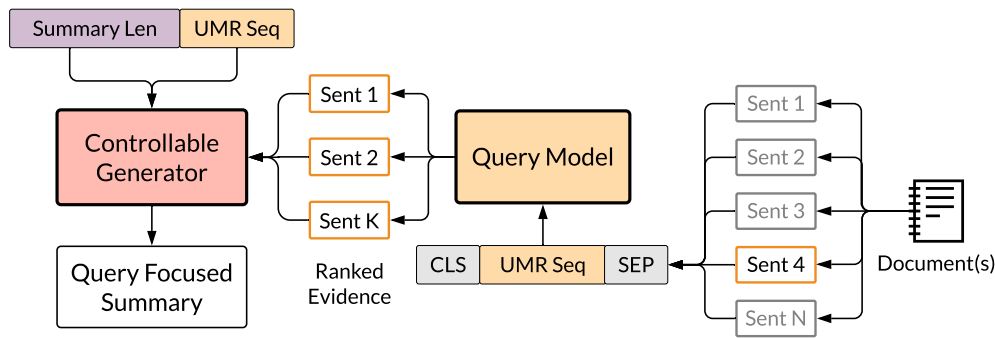 Summary Len
UMR Seq
Controllable
Generator
Query Focused
Summary
Sent 1
Sent 2
Sent K
Ranked
Evidence
Query Model
CLS
UMR Seq
SEP
Sent 1
Sent 2
Sent 3
Sent 4
Sent N
Document(s)